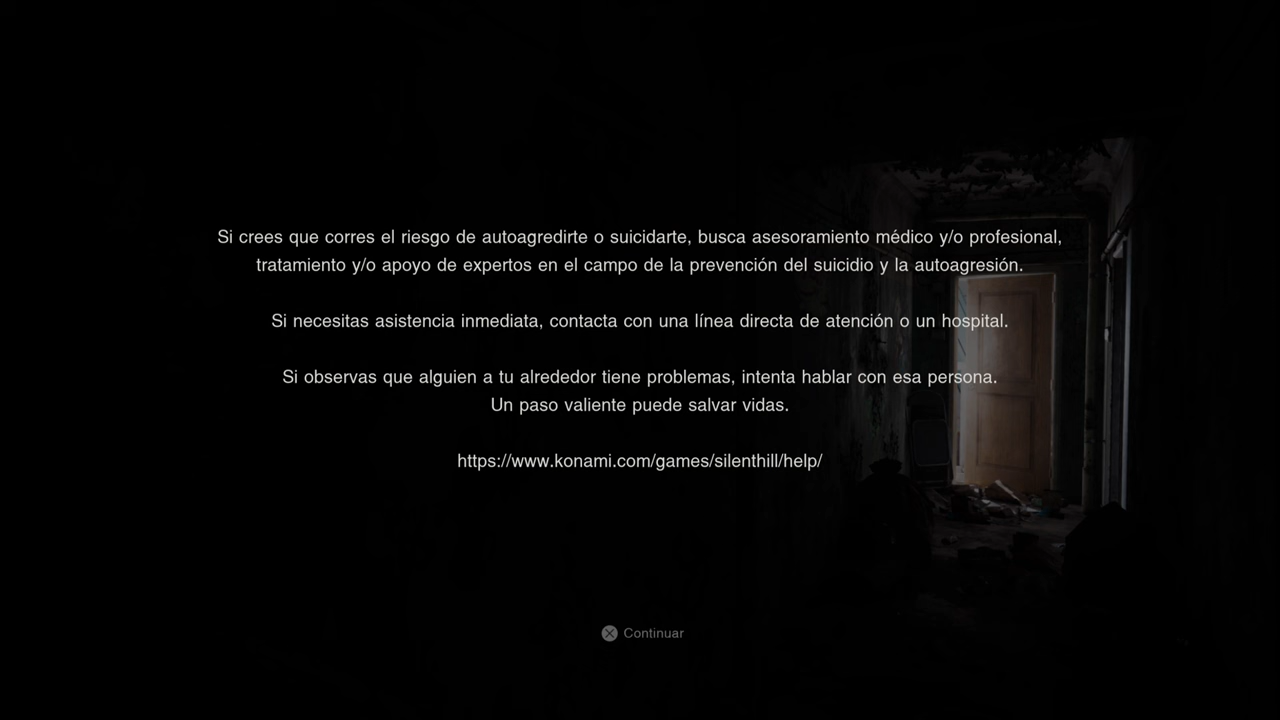 Si crees que corres el riesgo de autoagredirte o suicidarte, busca asesoramiento médico y/o profesional,
tratamiento y/o apoyo de expertos en el campo de la prevención del suicidio y la autoagresión.
Si necesitas asistencia inmediata, contacta con una línea directa de atención o un hospital.
Si observas que alguien a tu alrededor tiene problemas, intenta hablar con esa persona.
Un paso valiente puede salvar vidas.
https://www.konami.com/games/silenthill/help/
Continuar